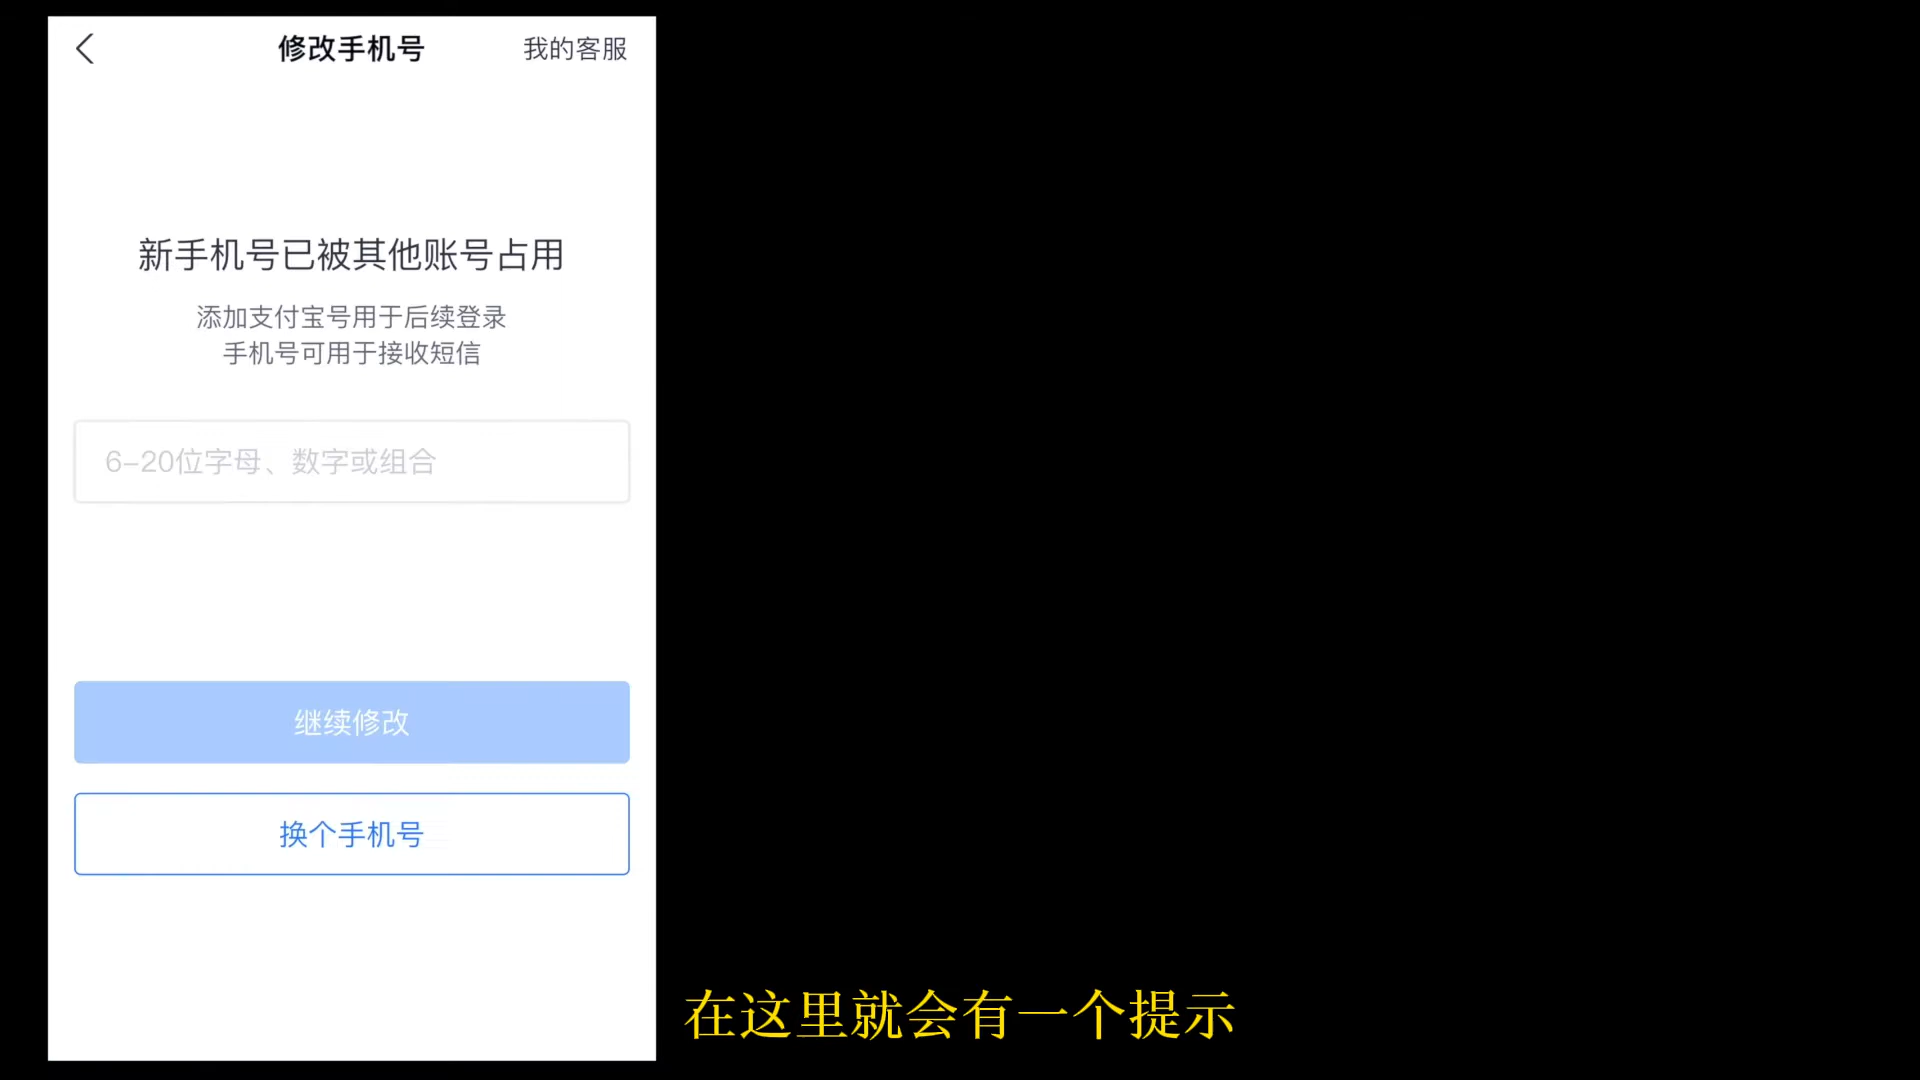 修改手机号
我的客服
新手机号已被其他账号占用
添加支付宝号用于后续登录
手机号可用于接收短信
6-20位字母、数字或组合
继续修改
换个手机号
在这里就会有一个提示